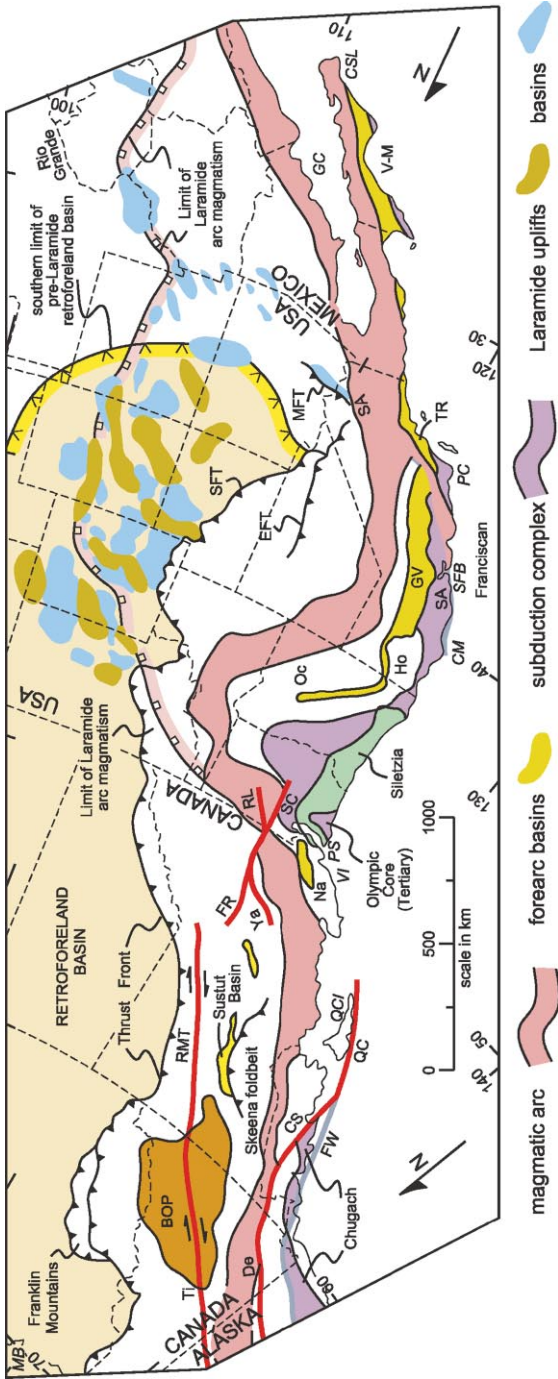 MB
70
Franklin
Mountains
Thrust Front
RETROFORELAND
BASIN
USA
CANADA
Limit of Laramide
arc magmatism
southern limit of
pre-Laramide
retroforeland basin
Rio
Grande
100
Limit of
Laramide
arc magmatism
110
N
USA
MEXICO
SFT
EFT
MFT
SA
GC
CSL
V-M
30
120
TR
PC
SFB
Franciscan
SA
GV
CM
40
Ho
Oc
Siletzia
130
SC
PS
VI
Olympic
Core
(Tertiary)
Na
RL
FR
Ya
RMT
Sustut
Basin
Skeena foldbelt
BOP
Ti
CANADA
ALASKA
De
Cs
QCI
QC
FW
Chugach
60
N
140
50
0
500
1000
scale in km
magmatic arc
forearc basins
subduction complex
Laramide uplifts
basins